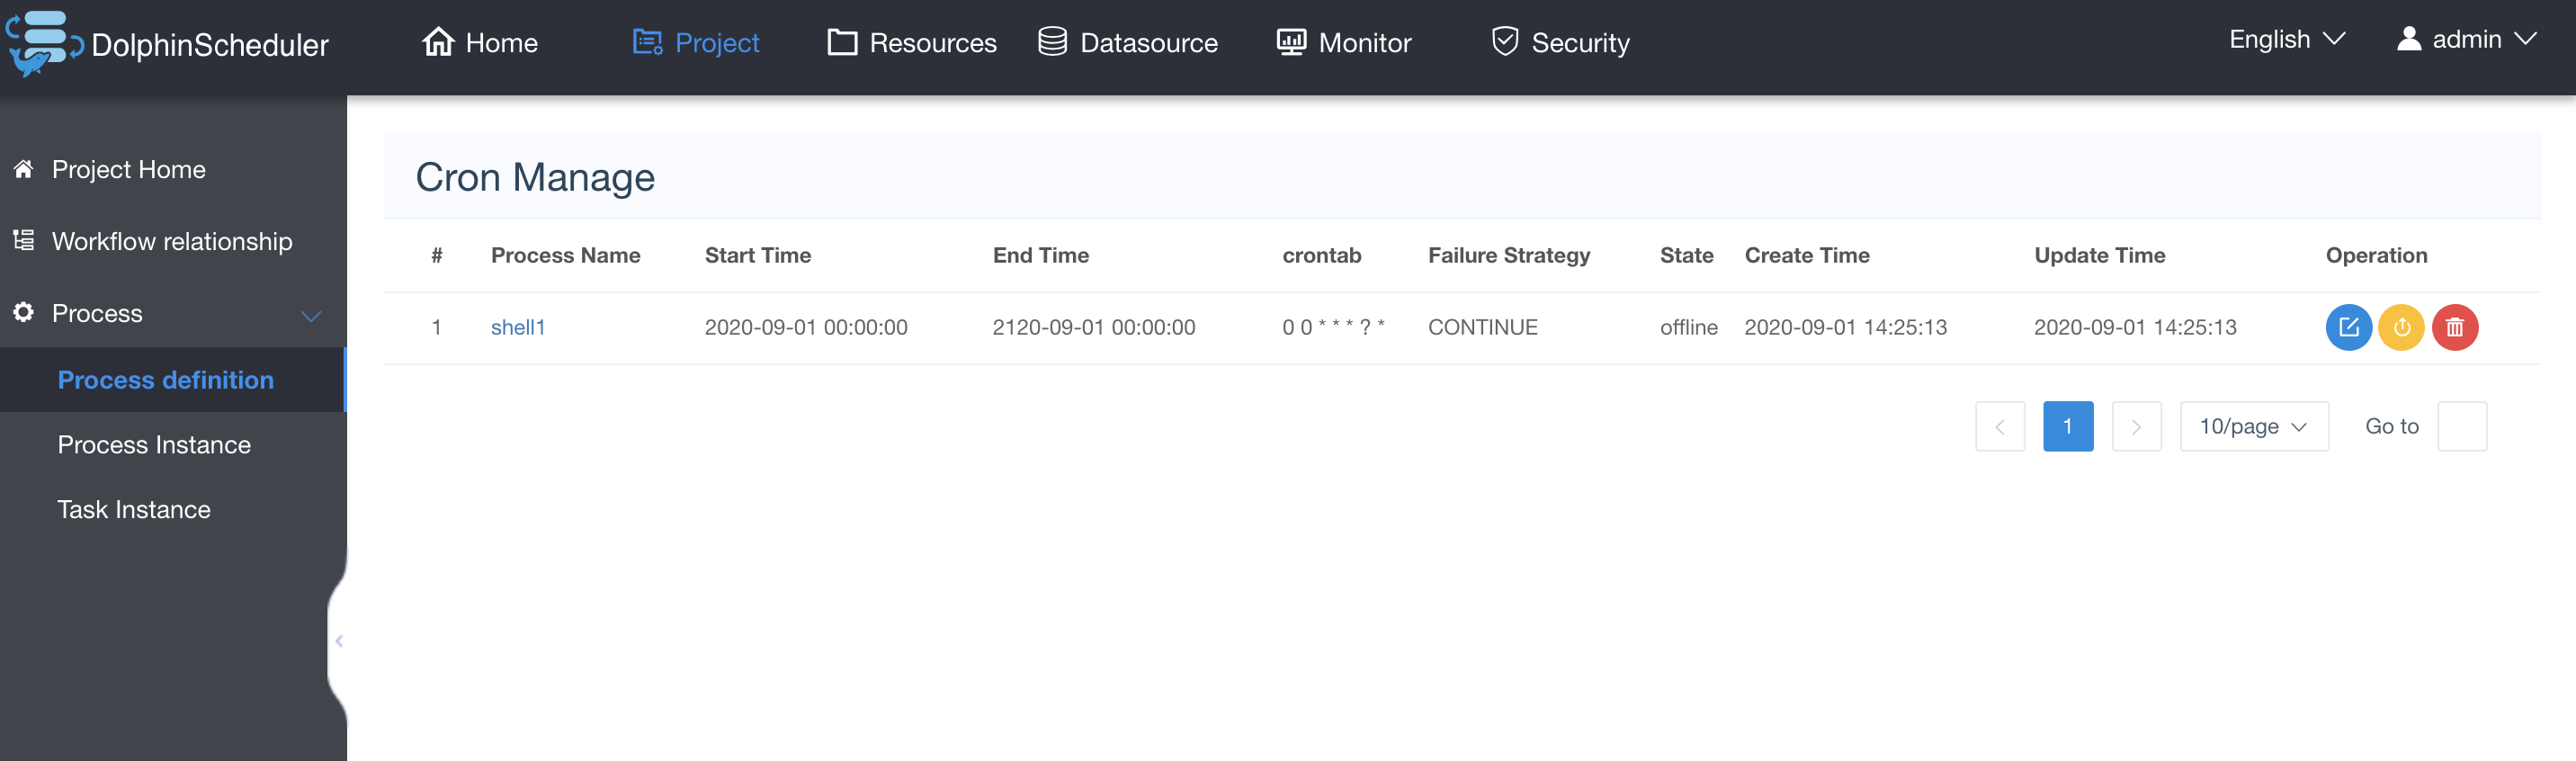 DolphinScheduler Home Project Resources Datasource Monitor Security English admin
Project Home
Workflow relationship
Process
Process definition
Process Instance
Task Instance
Cron Manage
# Process Name Start Time End Time crontab Failure Strategy State Create Time Update Time Operation
1 shell1 2020-09-01 00:00:00 2120-09-01 00:00:00 0 0 * * * ? * CONTINUE offline 2020-09-01 14:25:13 2020-09-01 14:25:13
1 10/page Go to